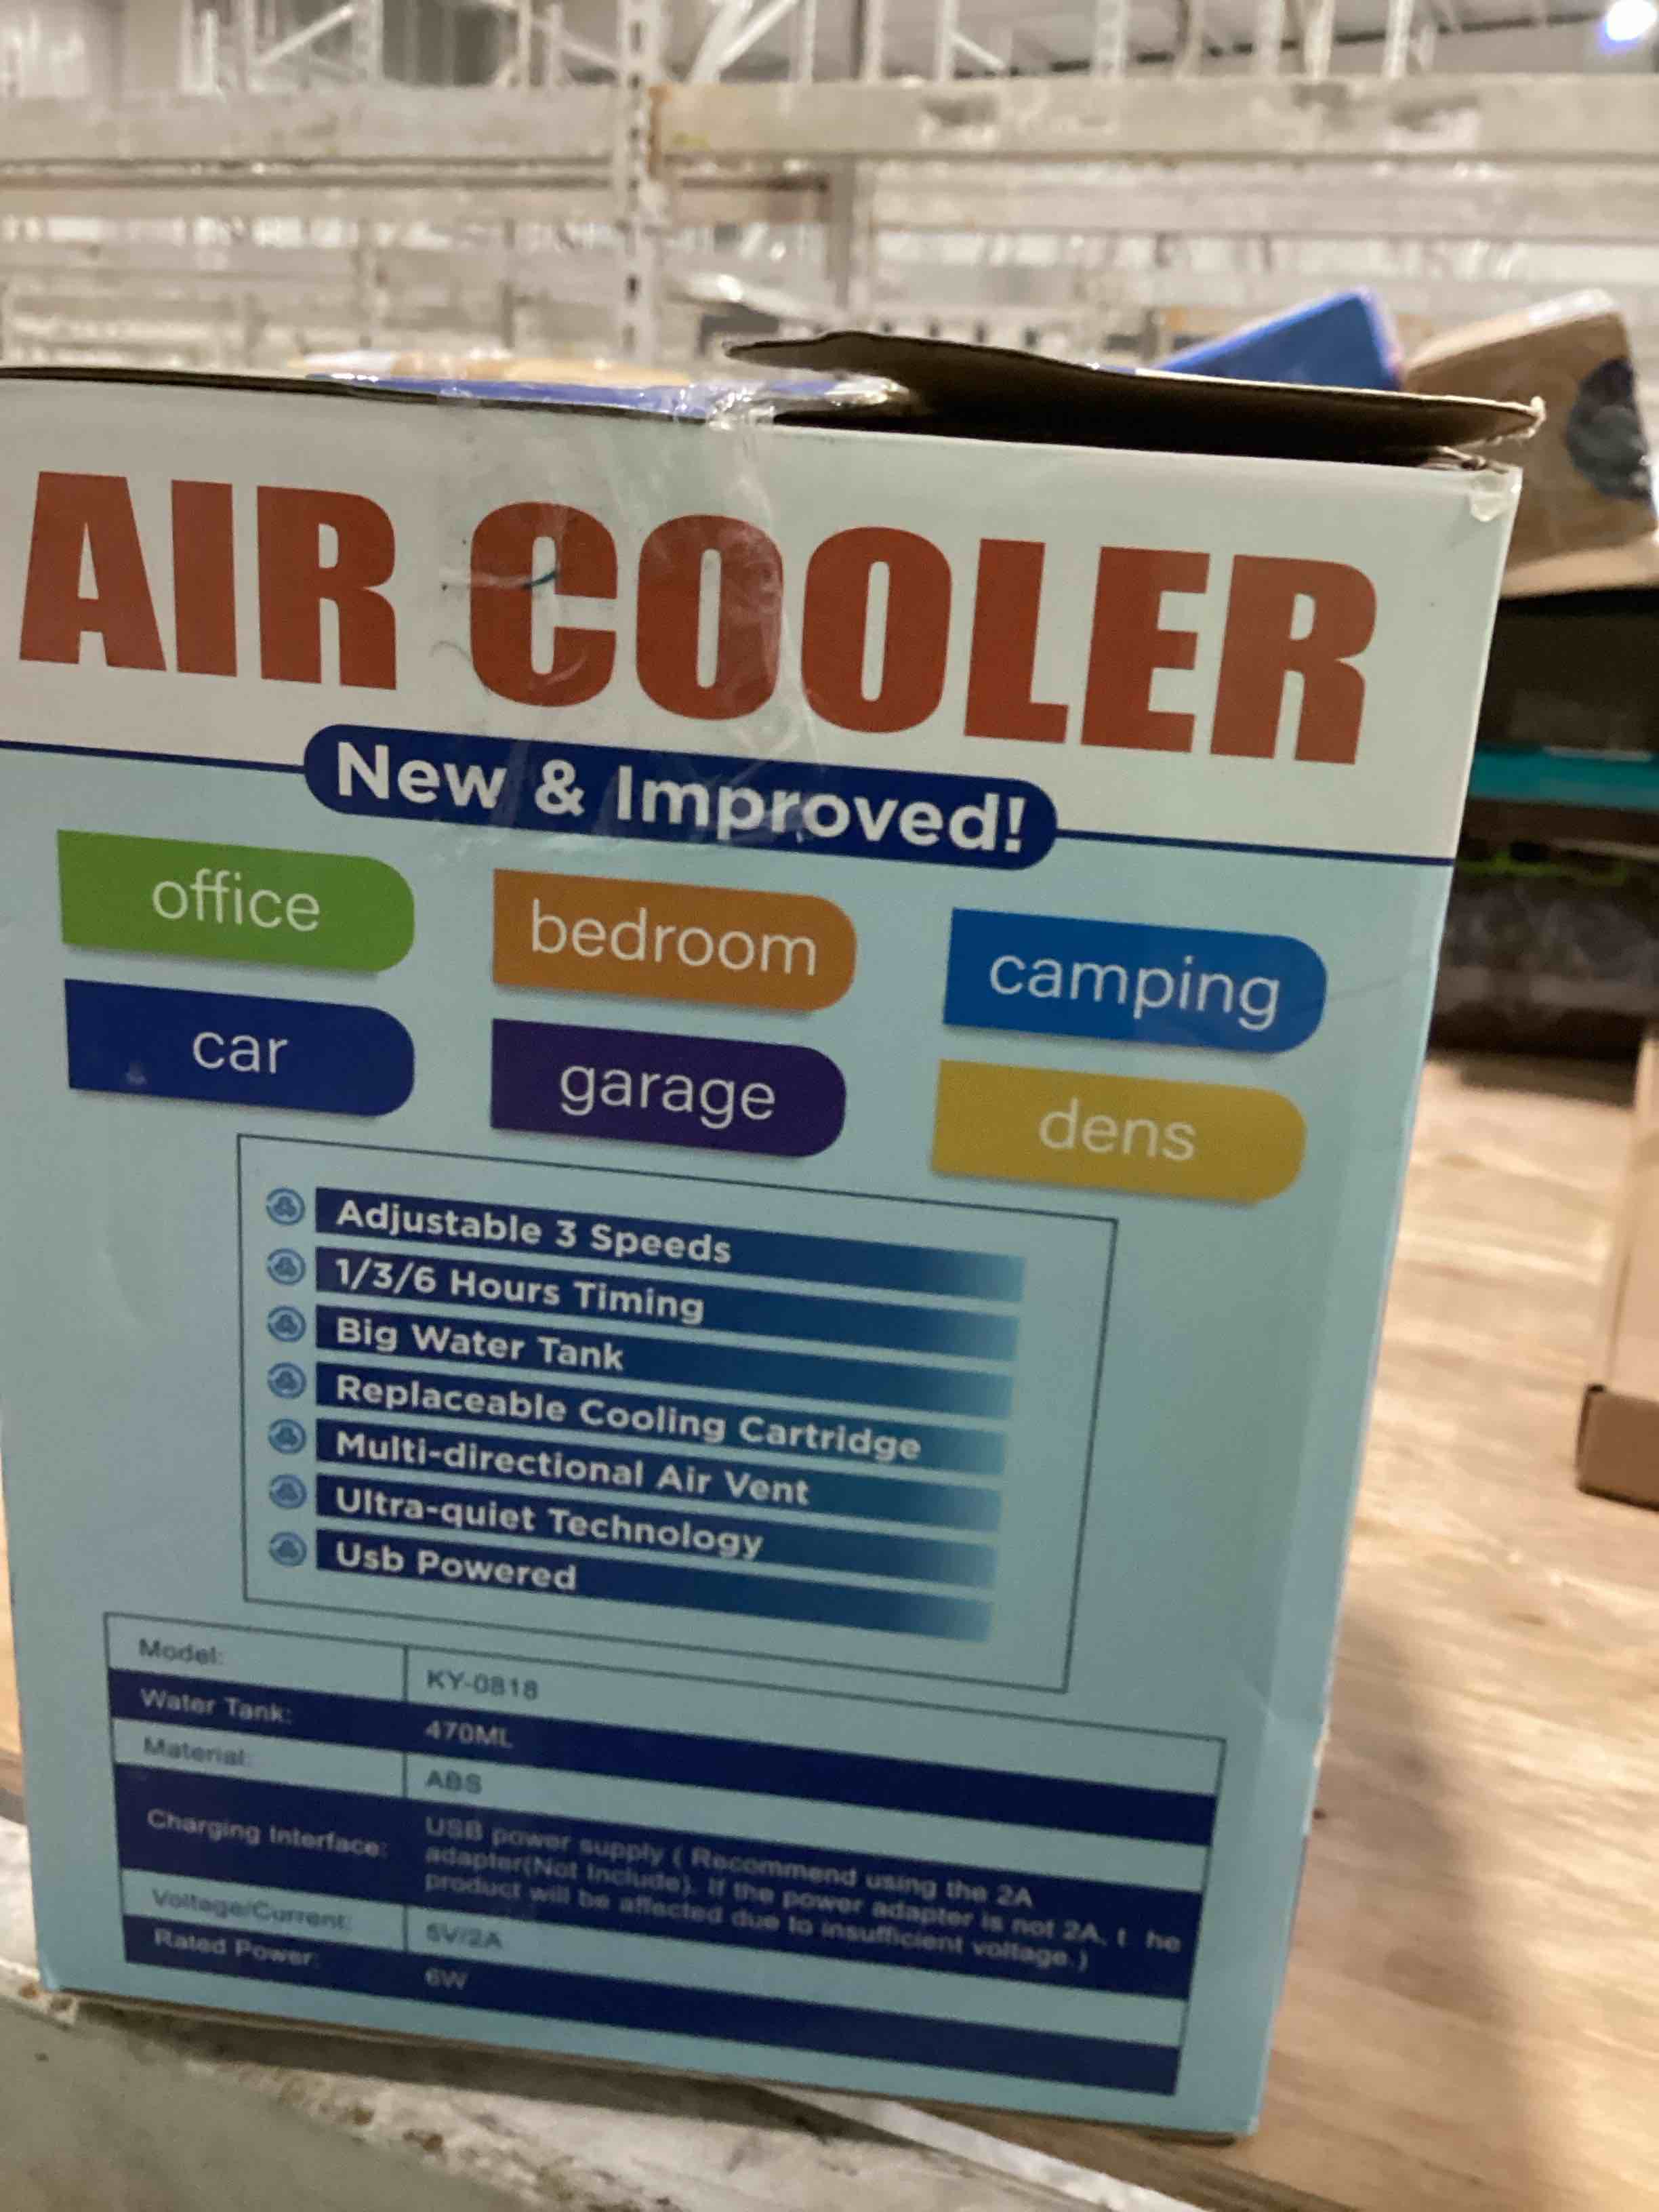 AIR COOLER
New & Improved!
office bedroom camping
car garage dens
Adjustable 3 Speeds
1/3/6 Hours Timing
Big Water Tank
Replaceable Cooling Cartridge
Multi-directional Air Vent
Ultra-quiet Technology
Usb Powered
Model: KY-0818
Water Tank: 470ML
Material: ABS
Charging Interface: USB power supply ( Recommend using the 2A
adapter(Not Include). If the power adapter is not 2A, t he
product will be affected due to insufficient voltage.)
Voltage/Current: 5V/2A
Rated Power: 6W